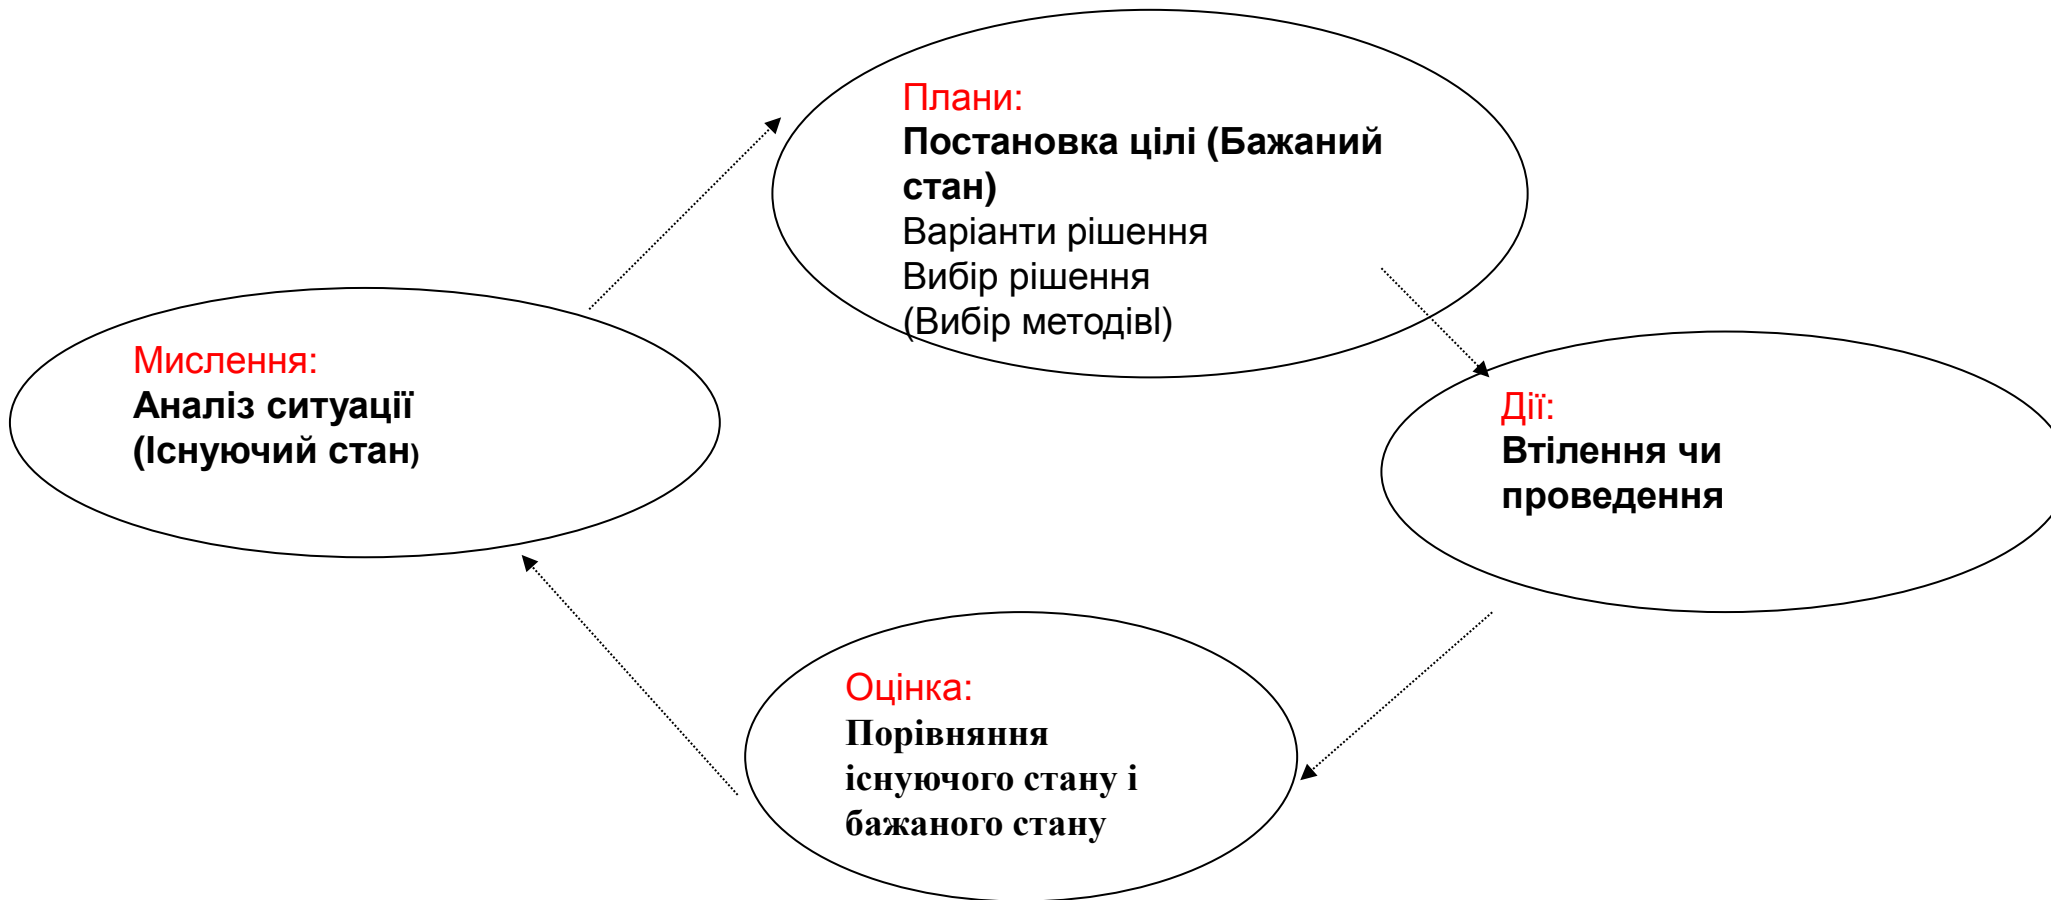 Плани:
Постановка цілі (Бажаний
стан)
Варіанти рішення
Вибір рішення
(Вибір методівl)
Мислення:
Аналіз ситуації
(Існуючий стан)
Дії:
Втілення чи
проведення
Оцінка:
Порівняння
існуючого стану і
бажаного стану